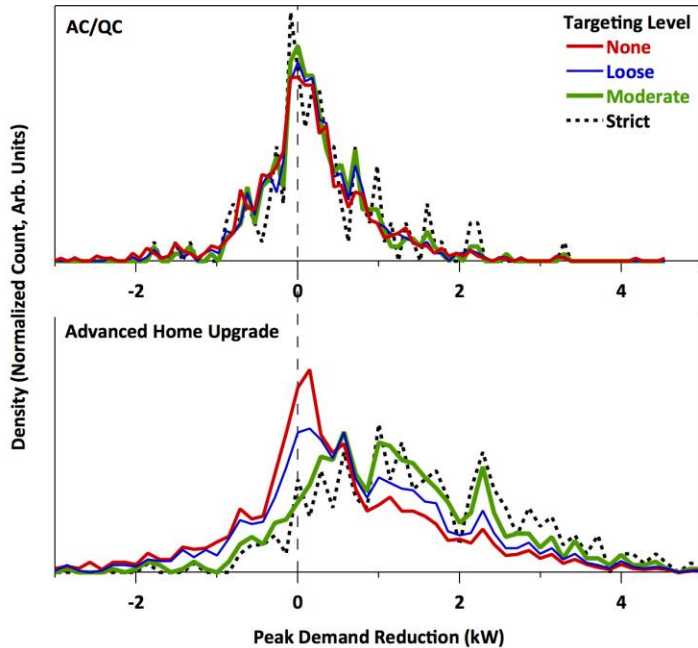 AC/QC
Targeting Level
None
Loose
Moderate
Strict
-2
0
2
4
Density (Normalized Count, Arb. Units)
Advanced Home Upgrade
-2
0
2
4
Peak Demand Reduction (kW)